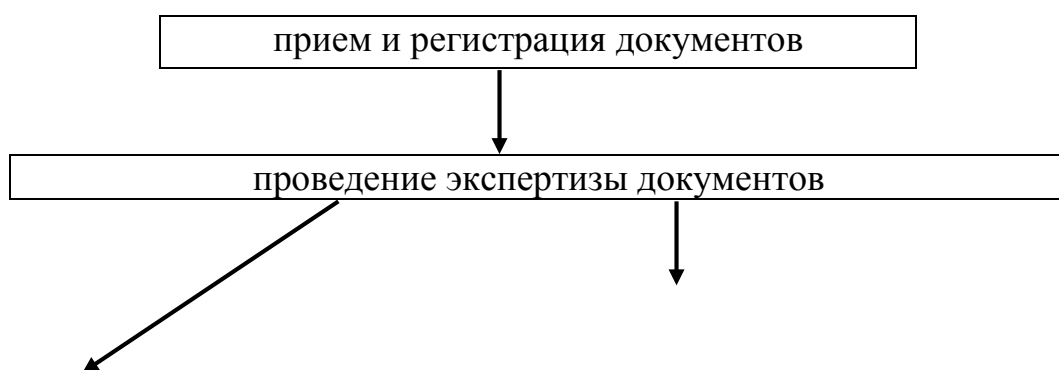 прием и регистрация документов
проведение экспертизы документов